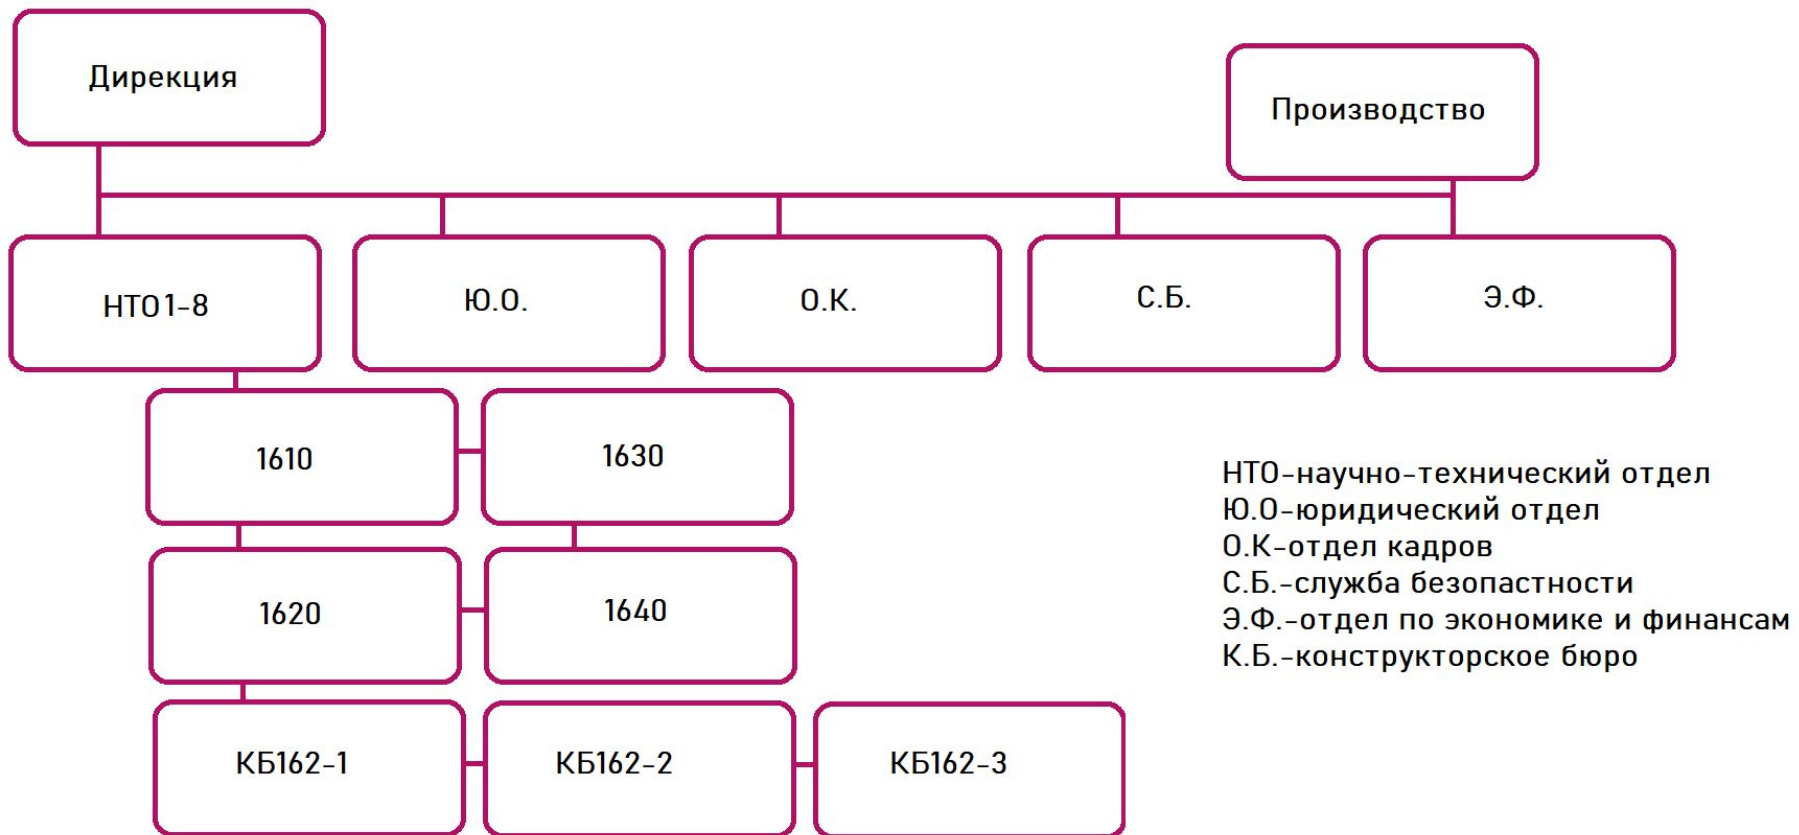 Дирекция
Производство
НТО1-8
Ю.О.
О.К.
С.Б.
Э.Ф.
1610
1630
1620
1640
КБ162-1
КБ162-2
КБ162-3
НТО-научно-технический отдел
Ю.О-юридический отдел
О.К-отдел кадров
С.Б.-служба безопастности
Э.Ф.-отдел по экономике и финансам
К.Б.-конструкторское бюро